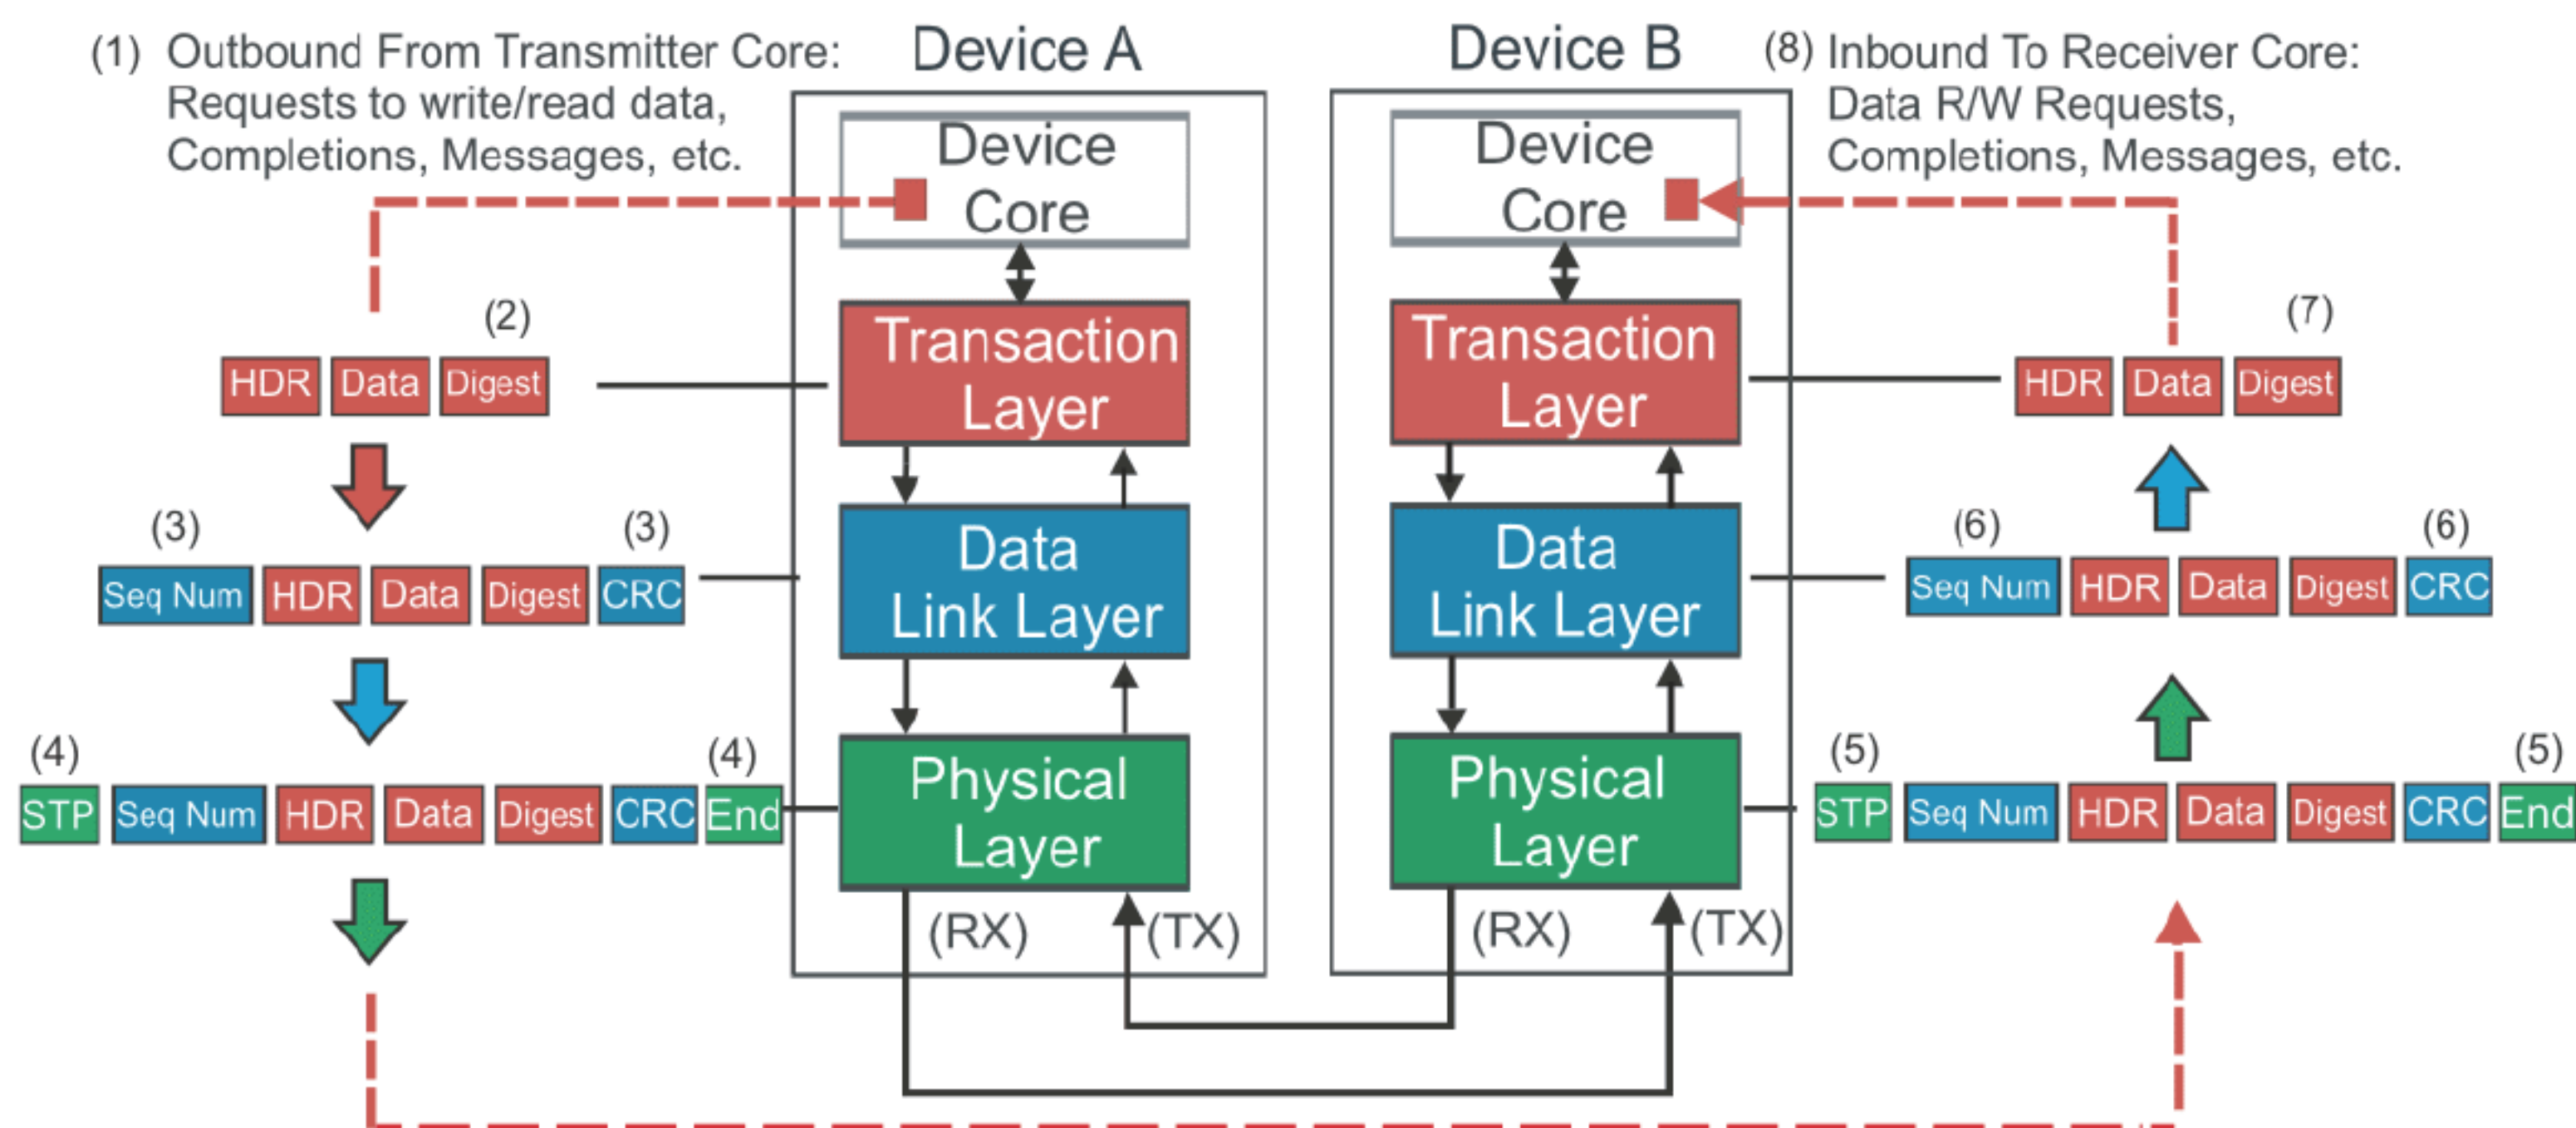 (1) Outbound From Transmitter Core:
Requests to write/read data,
Completions, Messages, etc.
Device A
Device B
(8) Inbound To Receiver Core:
Data R/W Requests,
Completions, Messages, etc.
Device
Core
Device
Core
(2)
HDR Data Digest
Transaction
Layer
Transaction
Layer
(7)
HDR Data Digest
(3) (3)
Seq Num HDR Data Digest CRC
Data
Link Layer
Data
Link Layer
(6) (6)
Seq Num HDR Data Digest CRC
(4) (4)
STP Seq Num HDR Data Digest CRC End
Physical
Layer
Physical
Layer
(5) (5)
STP Seq Num HDR Data Digest CRC End
(RX) (TX)
(RX) (TX)